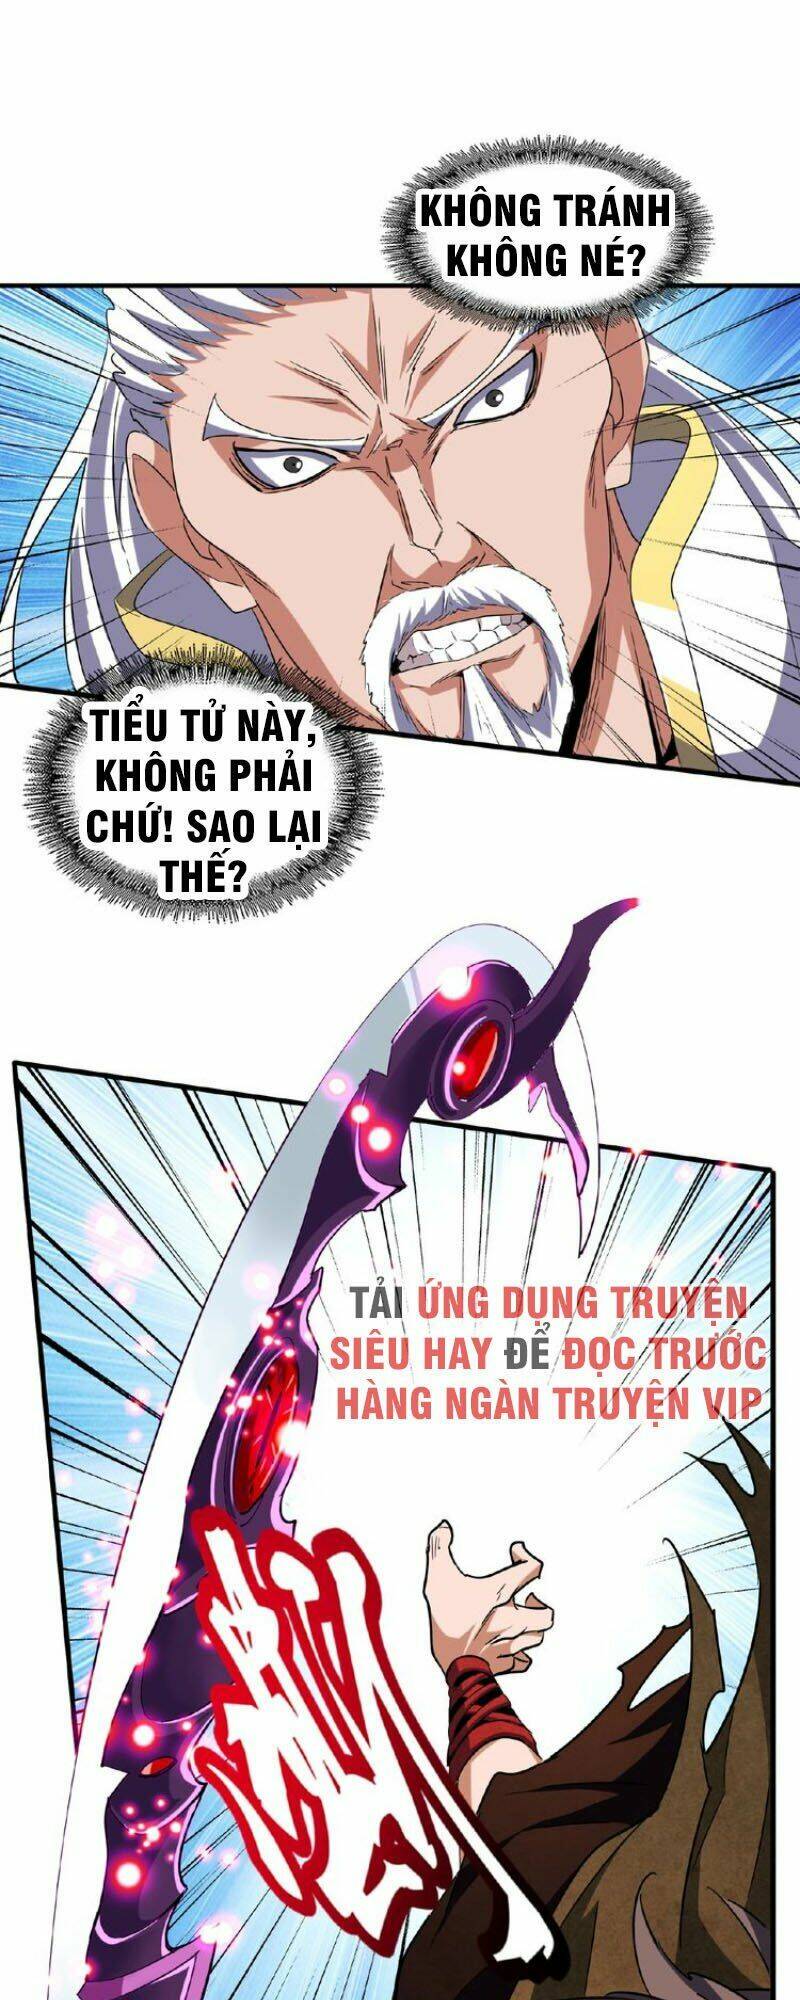 KHÔNG TRÁNH
KHÔNG NÉ?
TIỂU TỬ NÀY,
KHÔNG PHẢI
CHỨ! SAO LẠI
THẾ?
TẢI ỨNG DỤNG TRUYỆN
SIÊU HAY ĐỂ ĐỌC TRƯỚC
HÀNG NGÀN TRUYỆN VIP